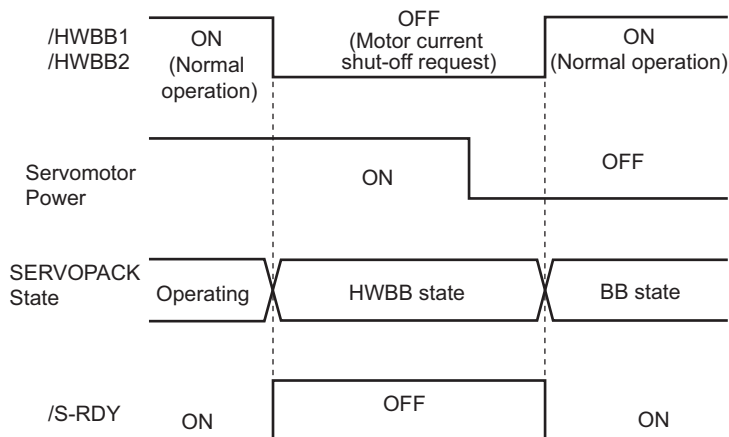 /HWBB1
/HWBB2
ON
(Normal
operation)
OFF
(Motor current
shut-off request)
ON
(Normal operation)
Servomotor
Power
ON
OFF
SERVOPACK
State
Operating
HWBB state
BB state
/S-RDY
ON
OFF
ON